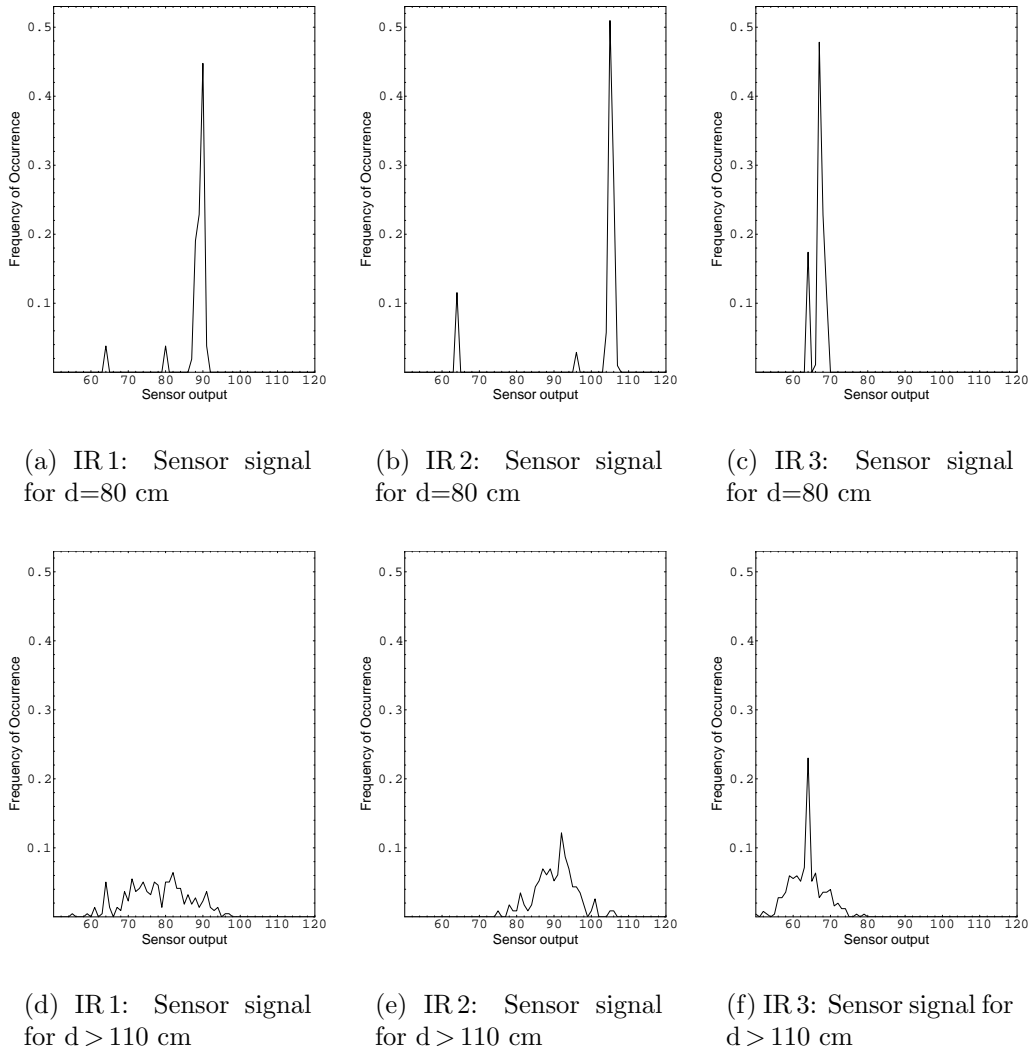 Frequency of Occurrence
0.5
0.4
0.3
0.2
0.1
60 70 80 90 100 110 120
Sensor output
(a) IR 1: Sensor signal
for d=80 cm
Frequency of Occurrence
0.5
0.4
0.3
0.2
0.1
60 70 80 90 100 110 120
Sensor output
(b) IR 2: Sensor signal
for d=80 cm
Frequency of Occurrence
0.5
0.4
0.3
0.2
0.1
60 70 80 90 100 110 120
Sensor output
(c) IR 3: Sensor signal
for d=80 cm
Frequency of Occurrence
0.5
0.4
0.3
0.2
0.1
60 70 80 90 100 110 120
Sensor output
(d) IR 1: Sensor signal
for d > 110 cm
Frequency of Occurrence
0.5
0.4
0.3
0.2
0.1
60 70 80 90 100 110 120
Sensor output
(e) IR 2: Sensor signal
for d > 110 cm
Frequency of Occurrence
0.5
0.4
0.3
0.2
0.1
60 70 80 90 100 110 120
Sensor output
(f) IR 3: Sensor signal for
d > 110 cm